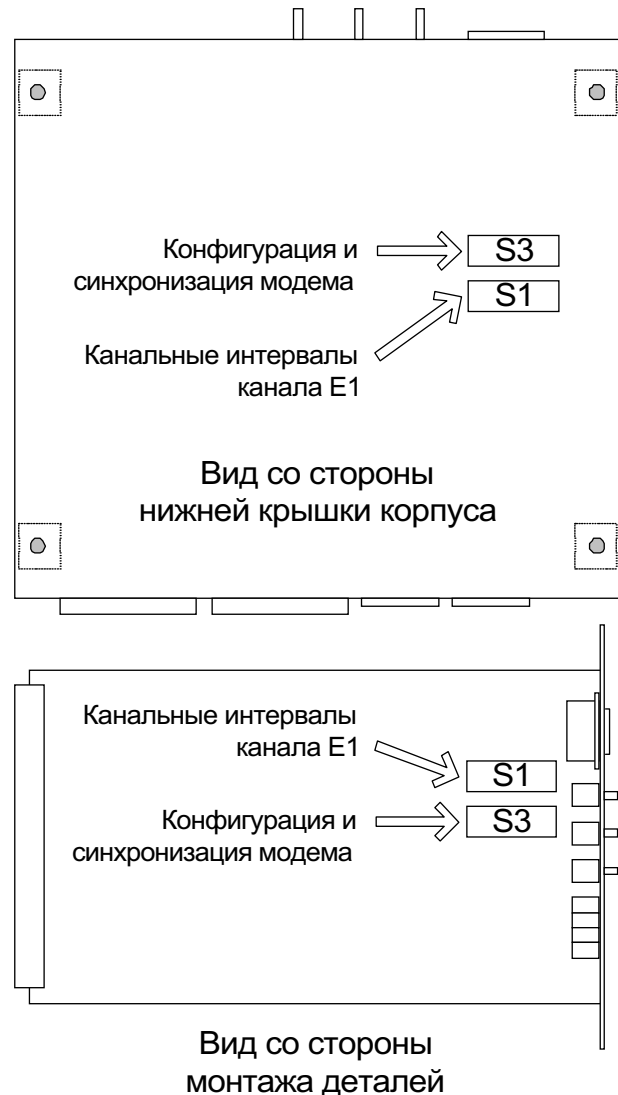 Конфигурация и
синхронизация модема
S3
S1
Канальные интервалы
канала E1
Вид со стороны
нижней крышки корпуса
Канальные интервалы
канала E1
S1
S3
Конфигурация и
синхронизация модема
Вид со стороны
монтажа деталей